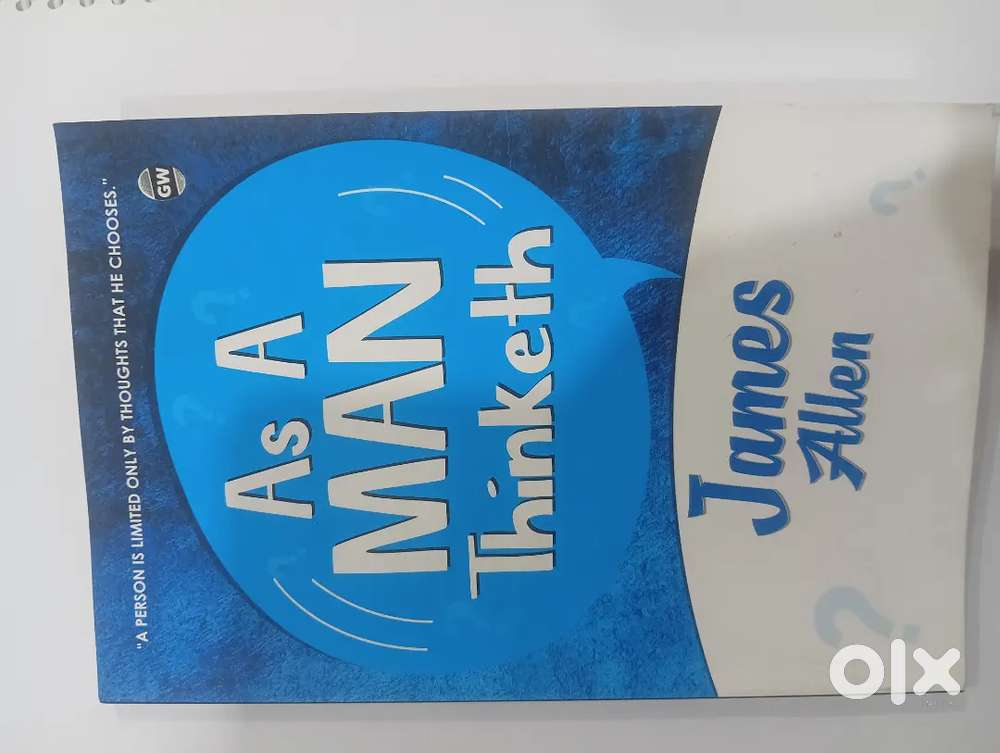 "A PERSON IS LIMITED ONLY BY THOUGHTS THAT HE CHOOSES."
GW
As A
MAN
Thinketh
James
Allen
olx